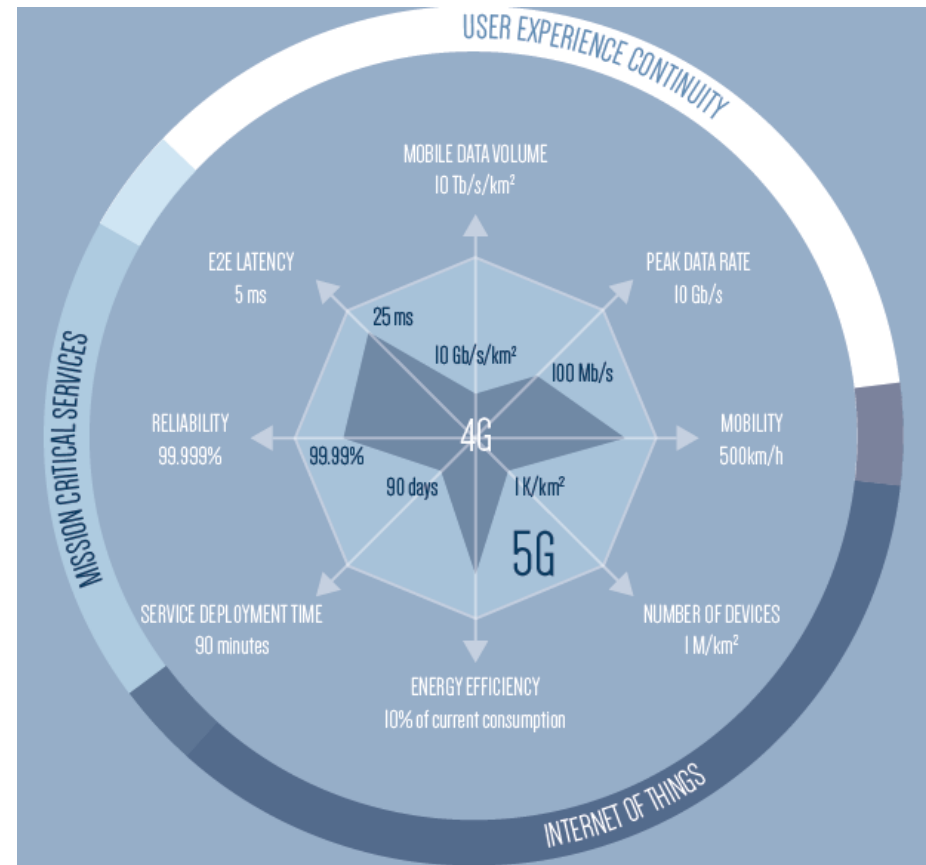 USER EXPERIENCE CONTINUITY
MOBILE DATA VOLUME
10 Tb/s/km²
E2E LATENCY
5 ms
PEAK DATA RATE
10 Gb/s
25 ms
10 Gb/s/km²
100 Mb/s
RELIABILITY
99.999%
4G
MOBILITY
500km/h
99.99%
90 days
1 K/km²
5G
MISSION CRITICAL SERVICES
SERVICE DEPLOYMENT TIME
90 minutes
NUMBER OF DEVICES
1 M/km²
ENERGY EFFICIENCY
10% of current consumption
INTERNET OF THINGS